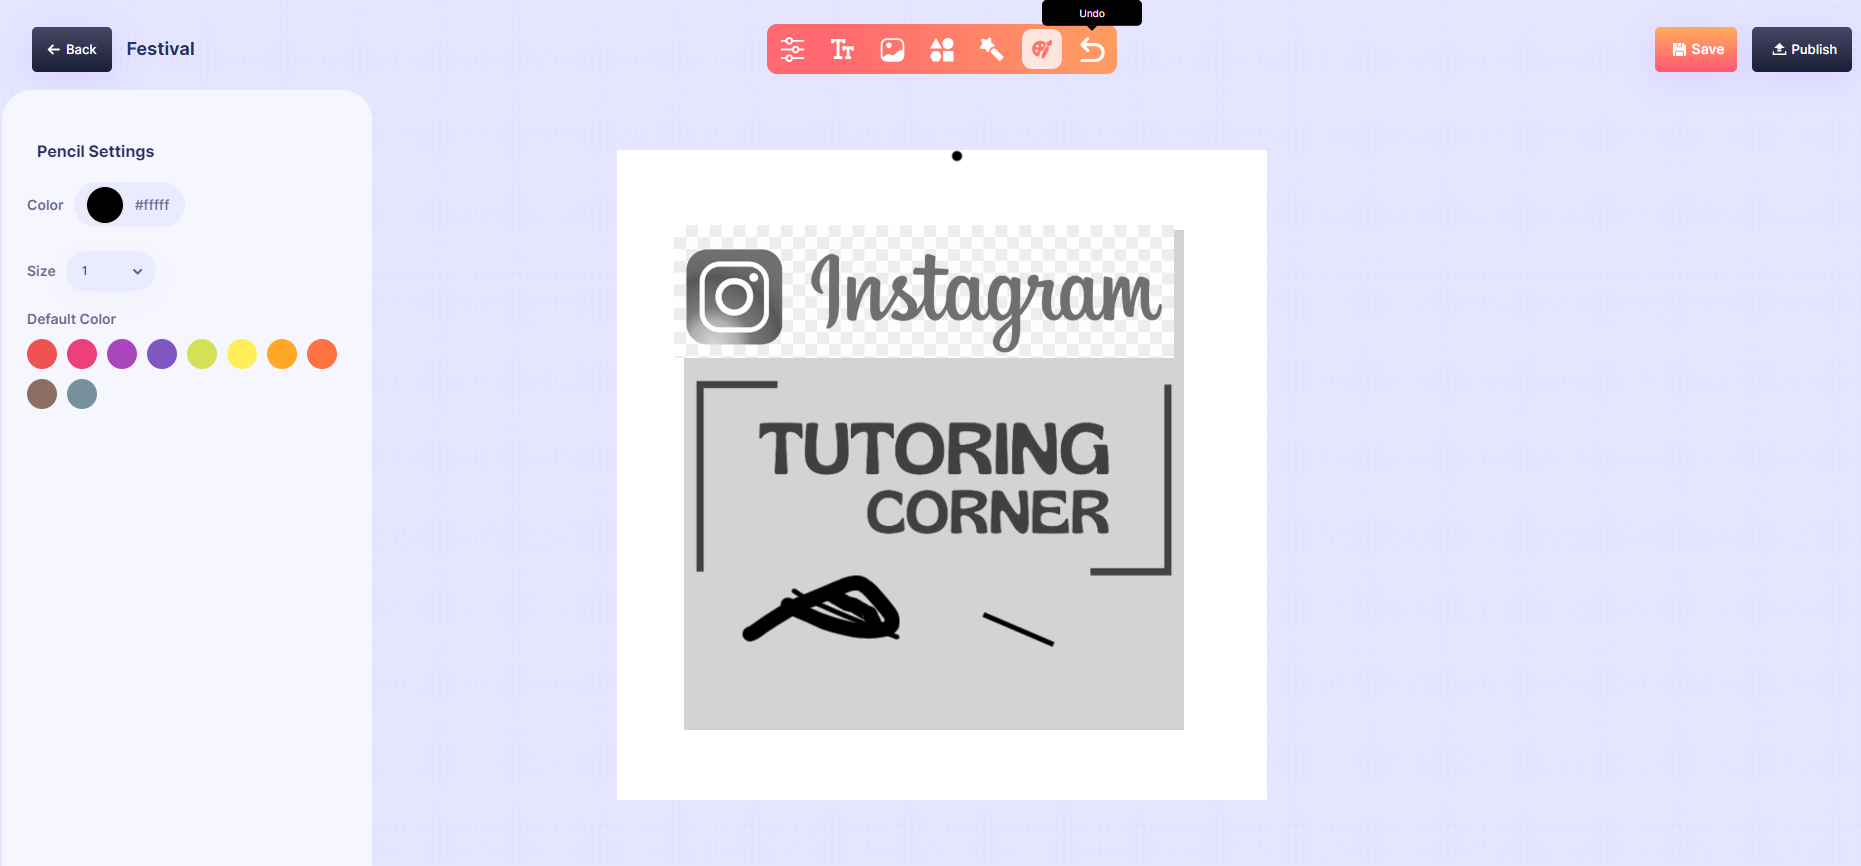 Undo
Back
Festival
Save
Publish
Pencil Settings
Color
#fffff
Size
1
Default Color
Instagram
TUTORING
CORNER